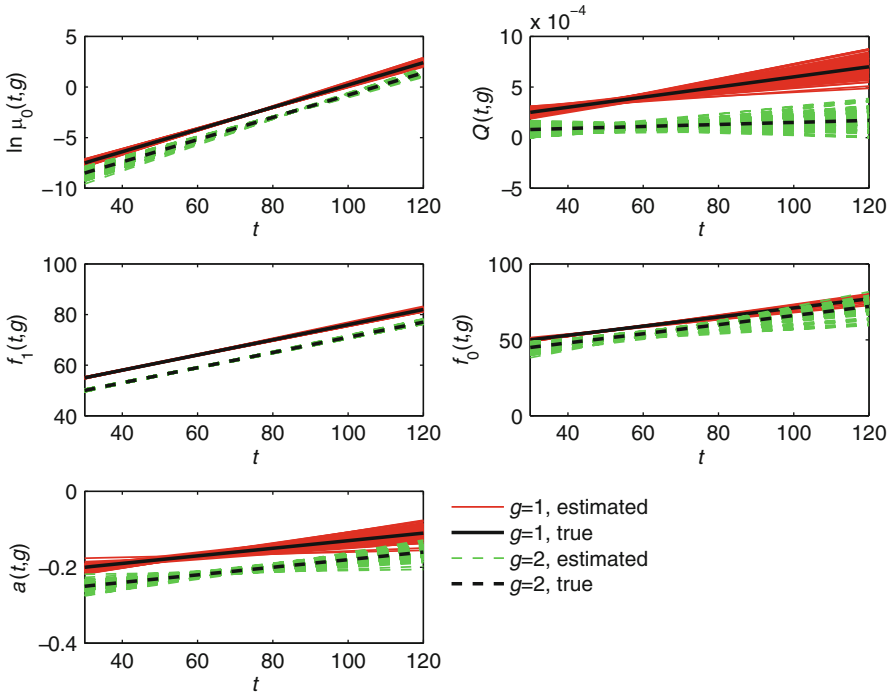 5
0
−5
−10
ln μ0(t,g)
40 60 80 100 120
t
x 10−4
10
5
0
−5
Q(t,g)
40 60 80 100 120
t
100
80
60
40
f1(t,g)
40 60 80 100 120
t
100
50
0
f0(t,g)
40 60 80 100 120
t
0
−0.2
−0.4
a(t,g)
40 60 80 100 120
t
g=1, estimated
g=1, true
g=2, estimated
g=2, true